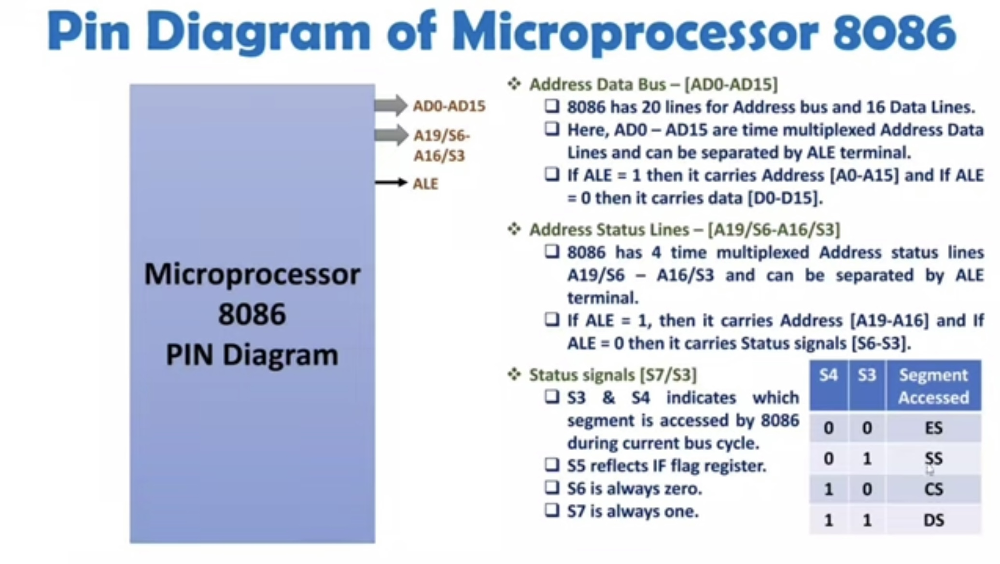 Pin Diagram of Microprocessor 8086
AD0-AD15
A19/S6-
A16/S3
ALE
Microprocessor
8086
PIN Diagram
❖ Address Data Bus – [AD0-AD15]
❑ 8086 has 20 lines for Address bus and 16 Data Lines.
❑ Here, AD0 – AD15 are time multiplexed Address Data
Lines and can be separated by ALE terminal.
❑ If ALE = 1 then it carries Address [A0-A15] and If ALE
= 0 then it carries data [D0-D15].
❖ Address Status Lines – [A19/S6-A16/S3]
❑ 8086 has 4 time multiplexed Address status lines
A19/S6 – A16/S3 and can be separated by ALE
terminal.
❑ If ALE = 1, then it carries Address [A19-A16] and If
ALE = 0 then it carries Status signals [S6-S3].
❖ Status signals [S7/S3]
❑ S3 & S4 indicates which
segment is accessed by 8086
during current bus cycle.
❑ S5 reflects IF flag register.
❑ S6 is always zero.
❑ S7 is always one.
S4 S3 Segment
Accessed
0 0 ES
0 1 SS
1 0 CS
1 1 DS